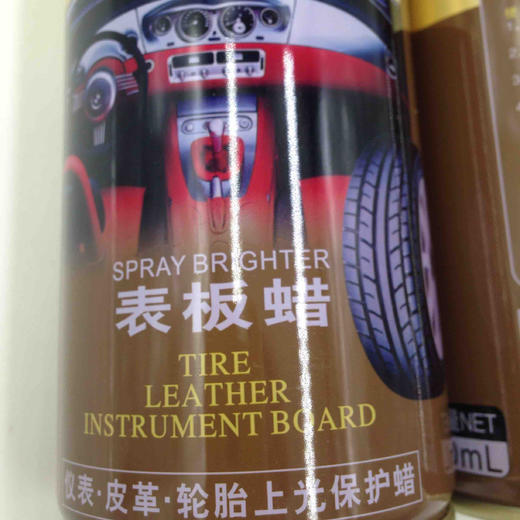 SPRAY BRIGHTER
表板蜡
TIRE
LEATHER
INSTRUMENT BOARD
仪表·皮革·轮胎上光保护蜡
NET
mL